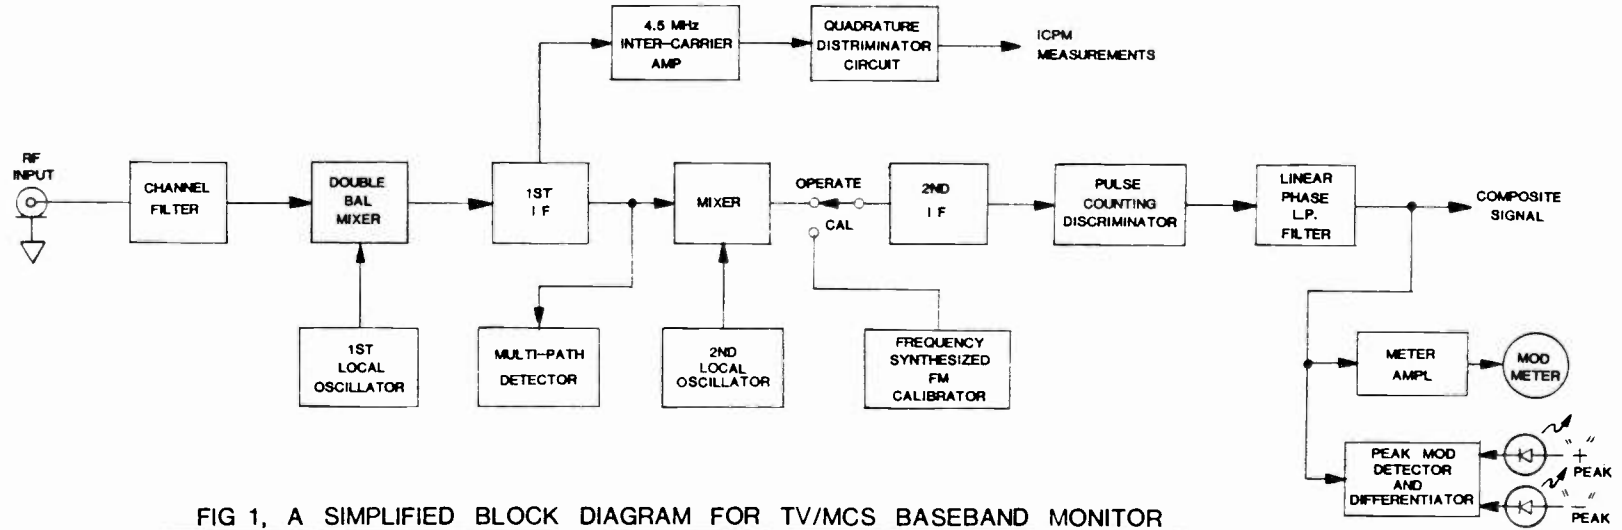 4.5 MHz
INTER-CARRIER
AMP
QUADRATURE
DISTRIMINATOR
CIRCUIT
ICPM
MEASUREMENTS
RF
INPUT
CHANNEL
FILTER
DOUBLE
BAL
MIXER
1ST
I F
MIXER
OPERATE
CAL
2ND
I F
PULSE
COUNTING
DISCRIMINATOR
LINEAR
PHASE
L.P.
FILTER
COMPOSITE
SIGNAL
1ST
LOCAL
OSCILLATOR
MULTI-PATH
DETECTOR
2ND
LOCAL
OSCILLATOR
FREQUENCY
SYNTHESIZED
FM
CALIBRATOR
METER
AMPL
MOD
METER
PEAK MOD
DETECTOR
AND
DIFFERENTIATOR
"+"
PEAK
"-"
PEAK
FIG 1, A SIMPLIFIED BLOCK DIAGRAM FOR TV/MCS BASEBAND MONITOR